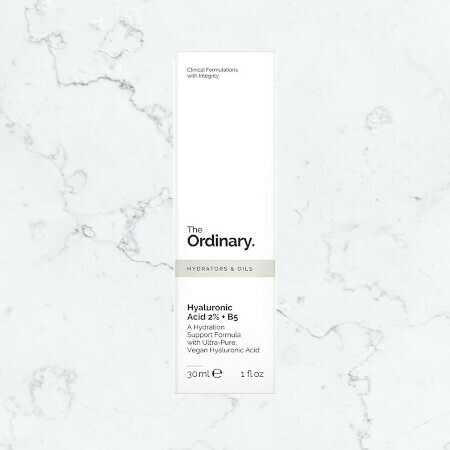 Clinical Formulations
with Integrity.
The
Ordinary.
HYDRATORS & OILS
Hyaluronic
Acid 2% + B5
A Hydration
Support Formula
with Ultra-Pure,
Vegan Hyaluronic Acid
30ml ℮ 1 fl oz